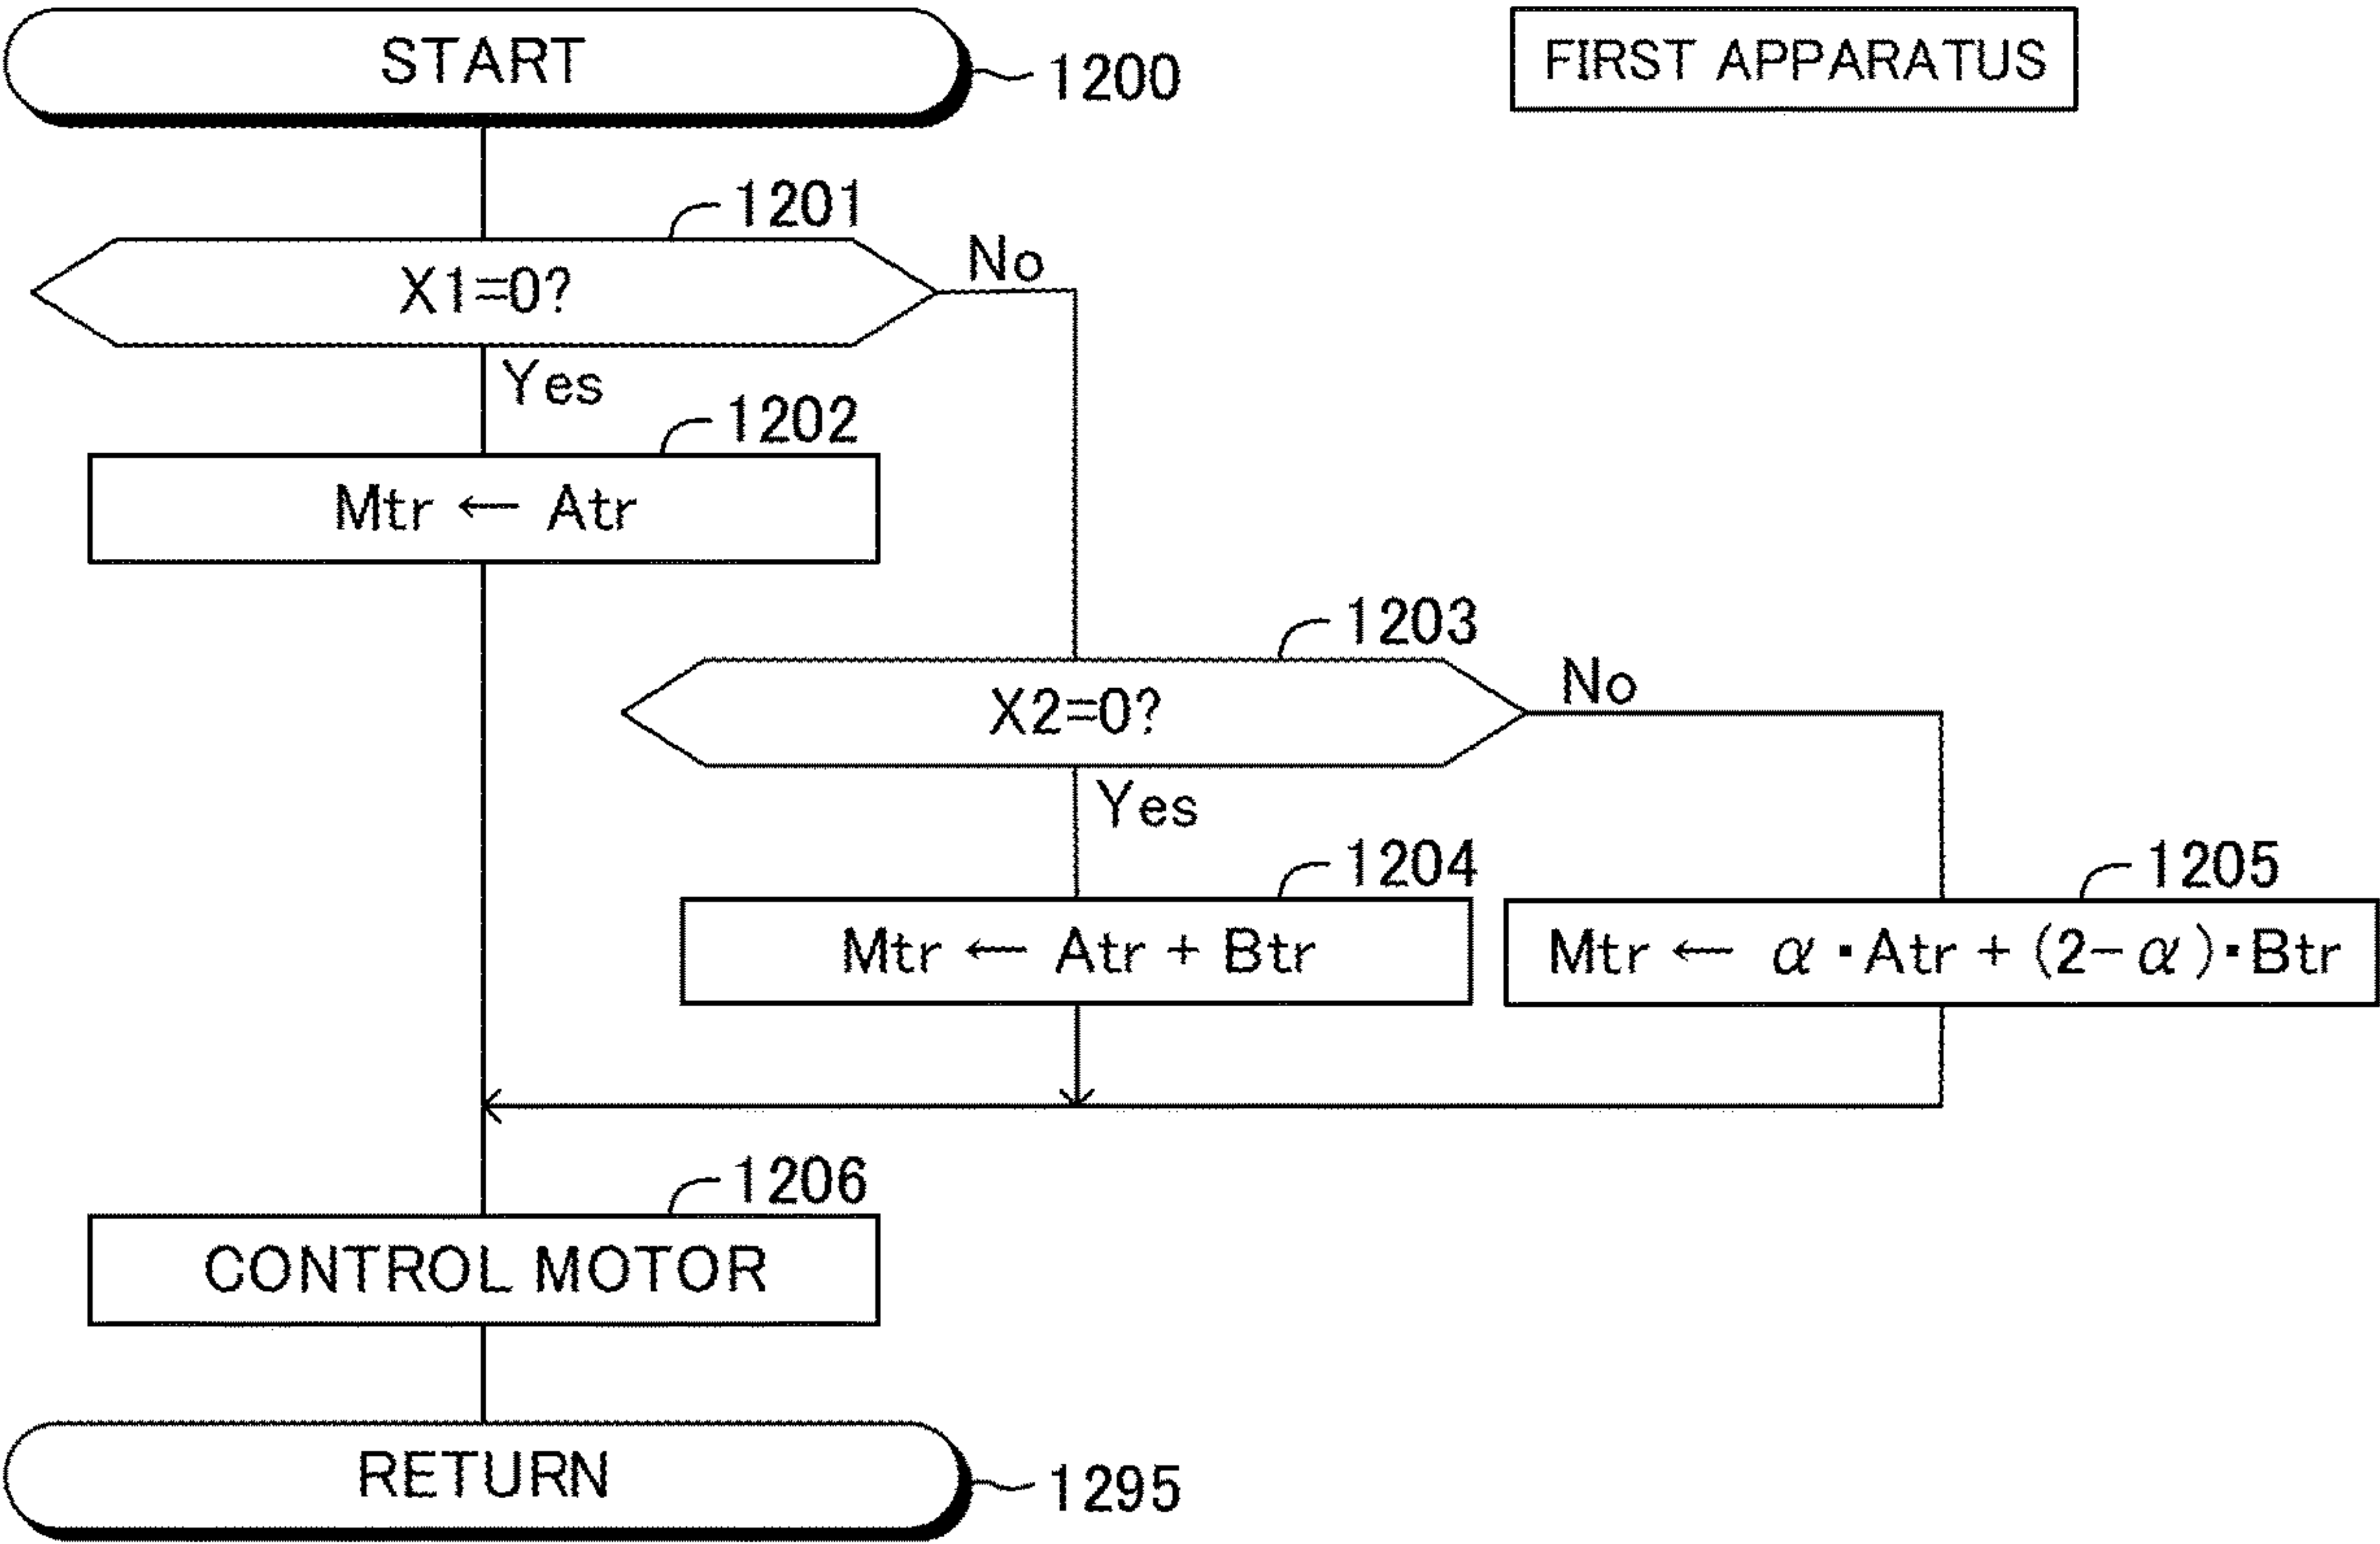 START
1200
FIRST APPARATUS
1201
X1=0?
No
Yes
1202
Mtr ← Atr
1203
X2=0?
No
Yes
1204
Mtr ← Atr + Btr
1205
Mtr ← α・Atr + (2-α)・Btr
1206
CONTROL MOTOR
RETURN
1295